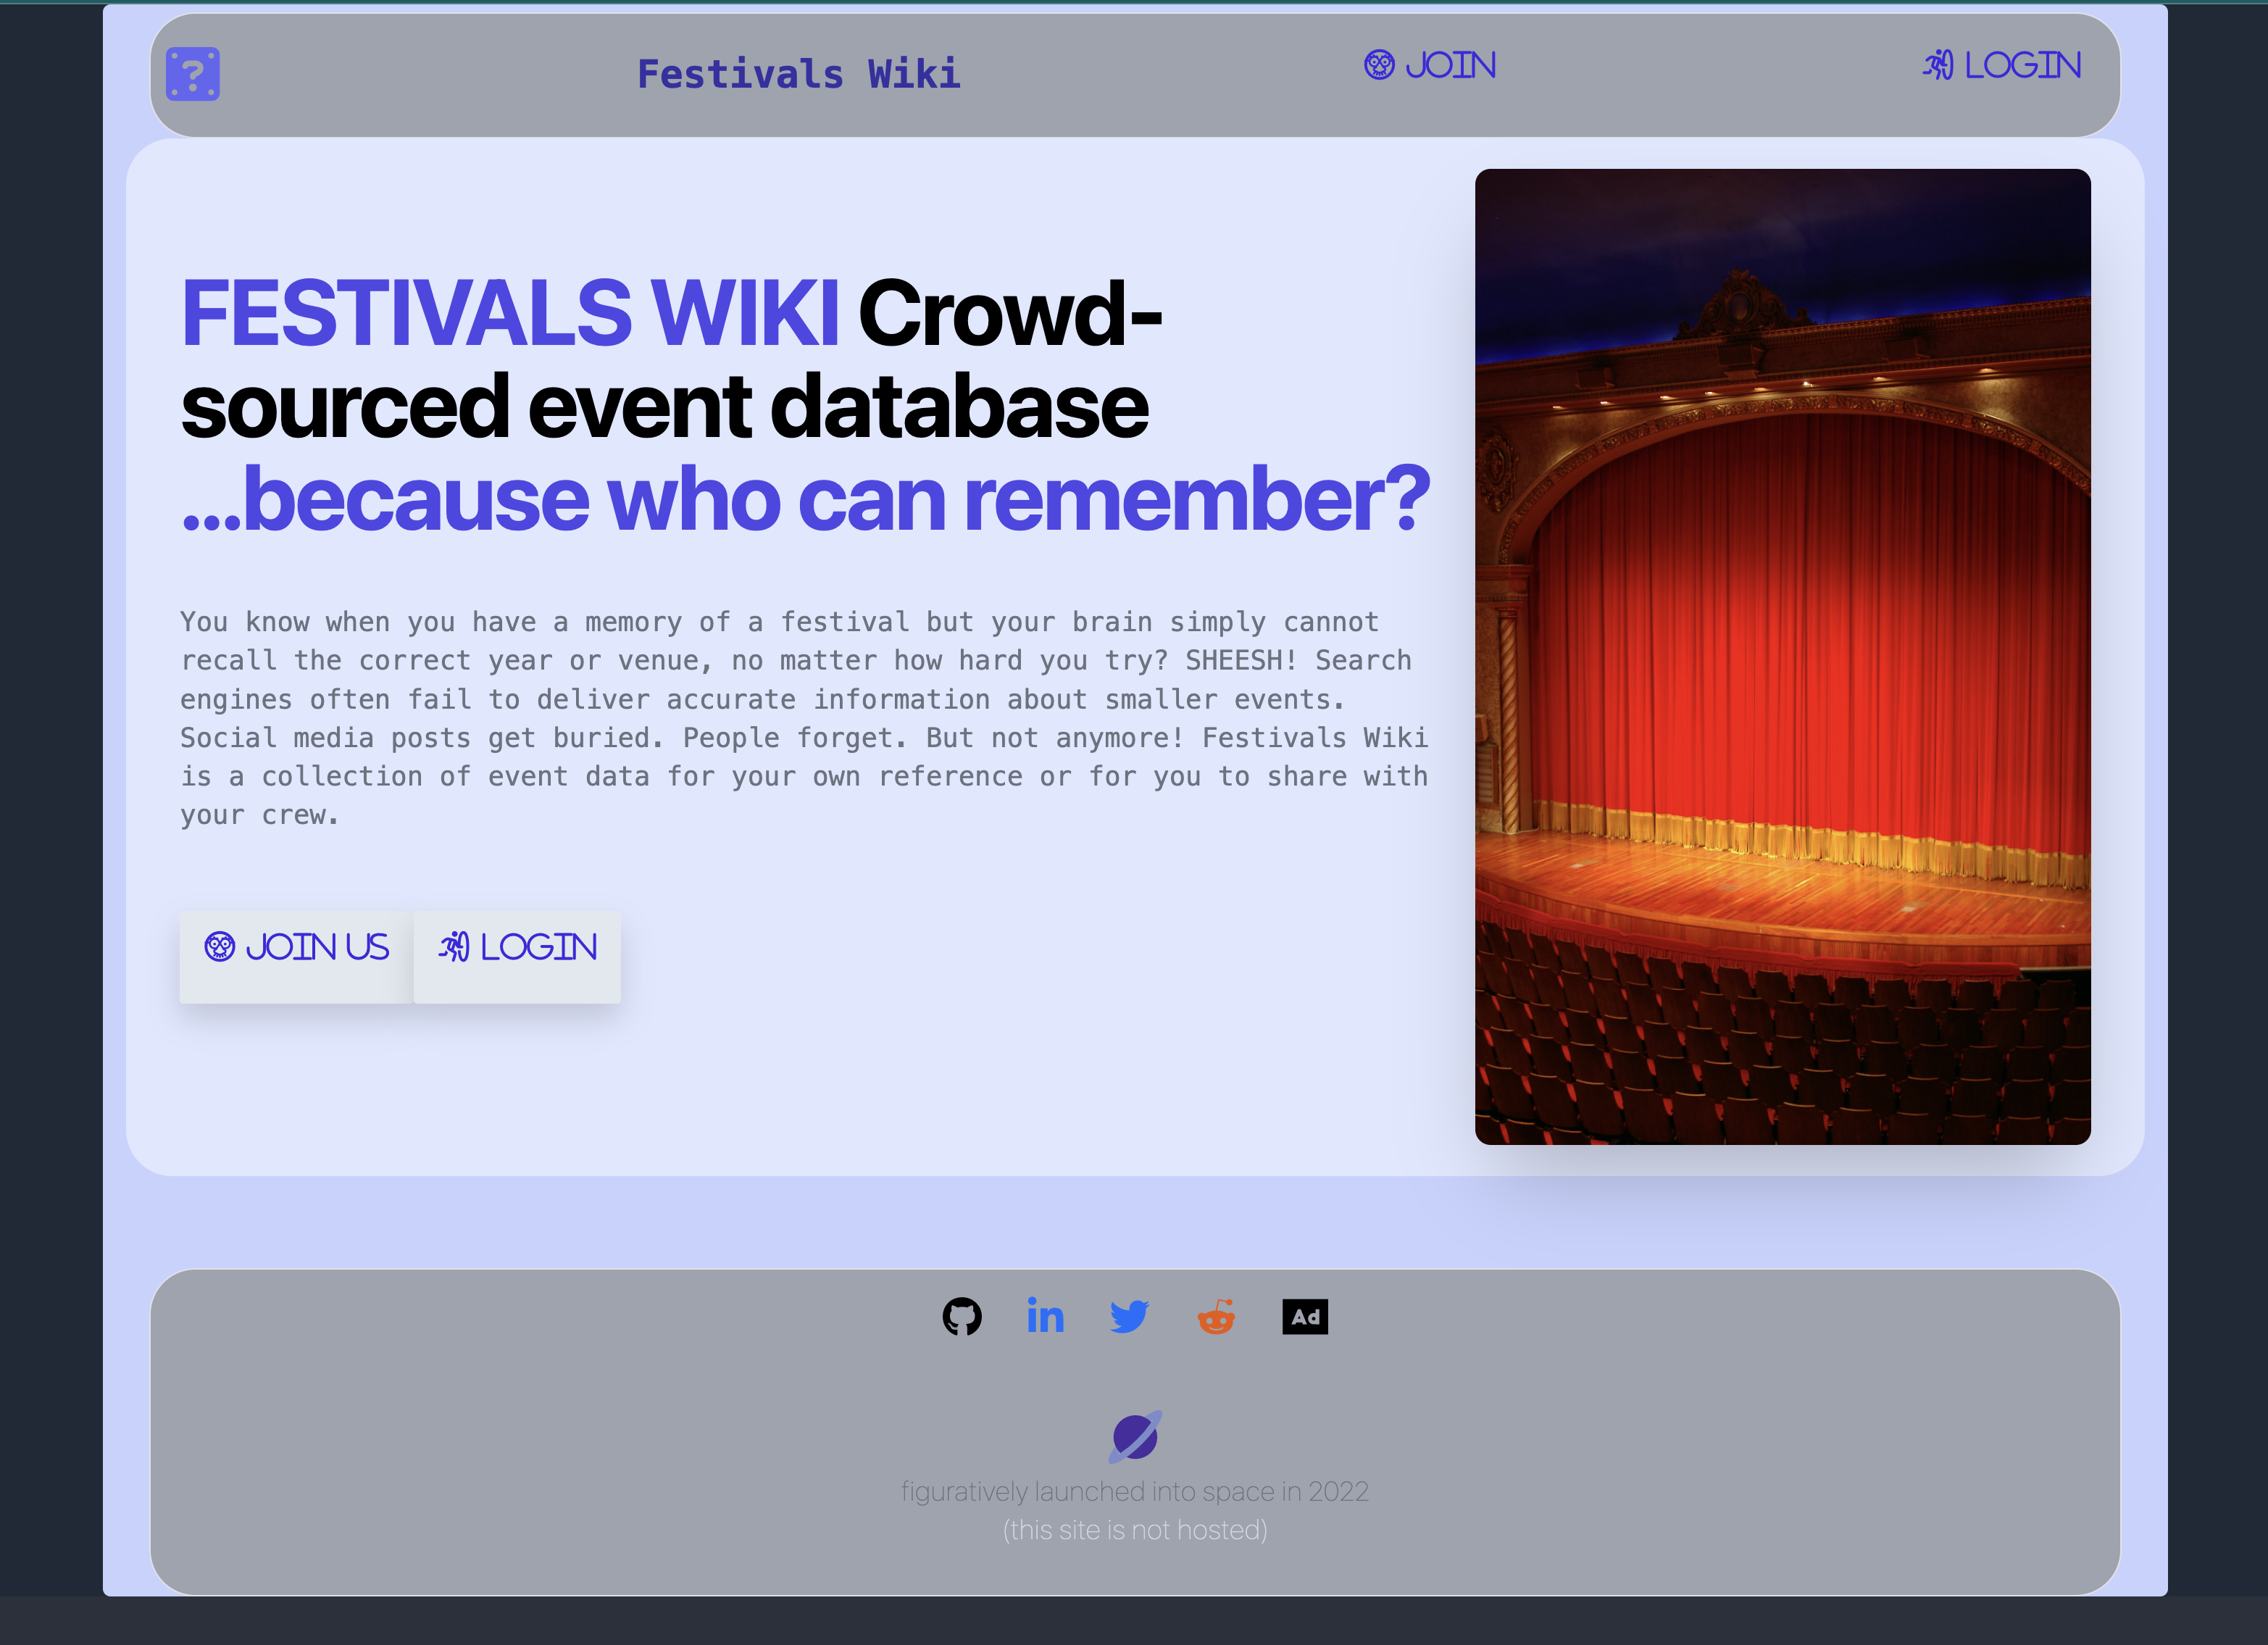 ?
Festivals Wiki
JOIN
LOGIN
FESTIVALS WIKI Crowd-
sourced event database
...because who can remember?
You know when you have a memory of a festival but your brain simply cannot
recall the correct year or venue, no matter how hard you try? SHEESH! Search
engines often fail to deliver accurate information about smaller events.
Social media posts get buried. People forget. But not anymore! Festivals Wiki
is a collection of event data for your own reference or for you to share with
your crew.
JOIN US
LOGIN
in
Ad
figuratively launched into space in 2022
(this site is not hosted)